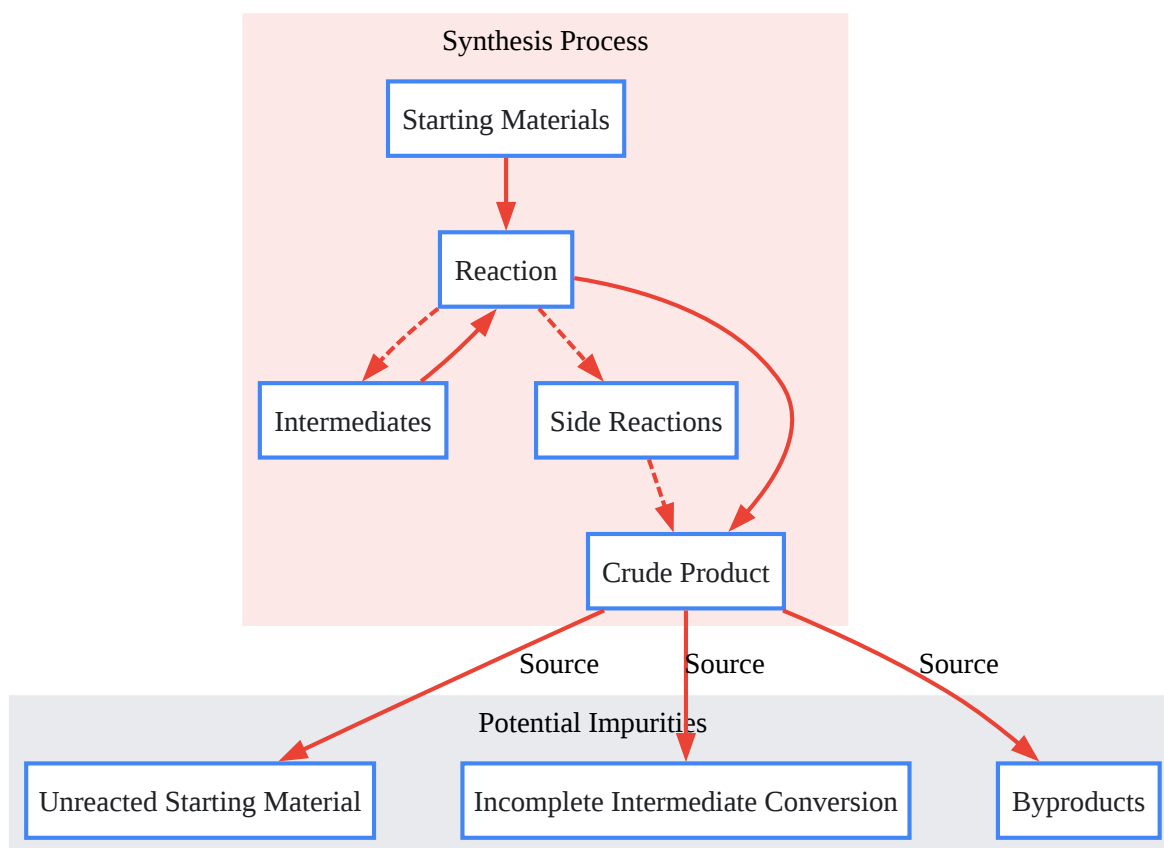 Synthesis Process
Starting Materials
Reaction
Intermediates
Side Reactions
Crude Product
Source
Source
Source
Potential Impurities
Unreacted Starting Material
Incomplete Intermediate Conversion
Byproducts